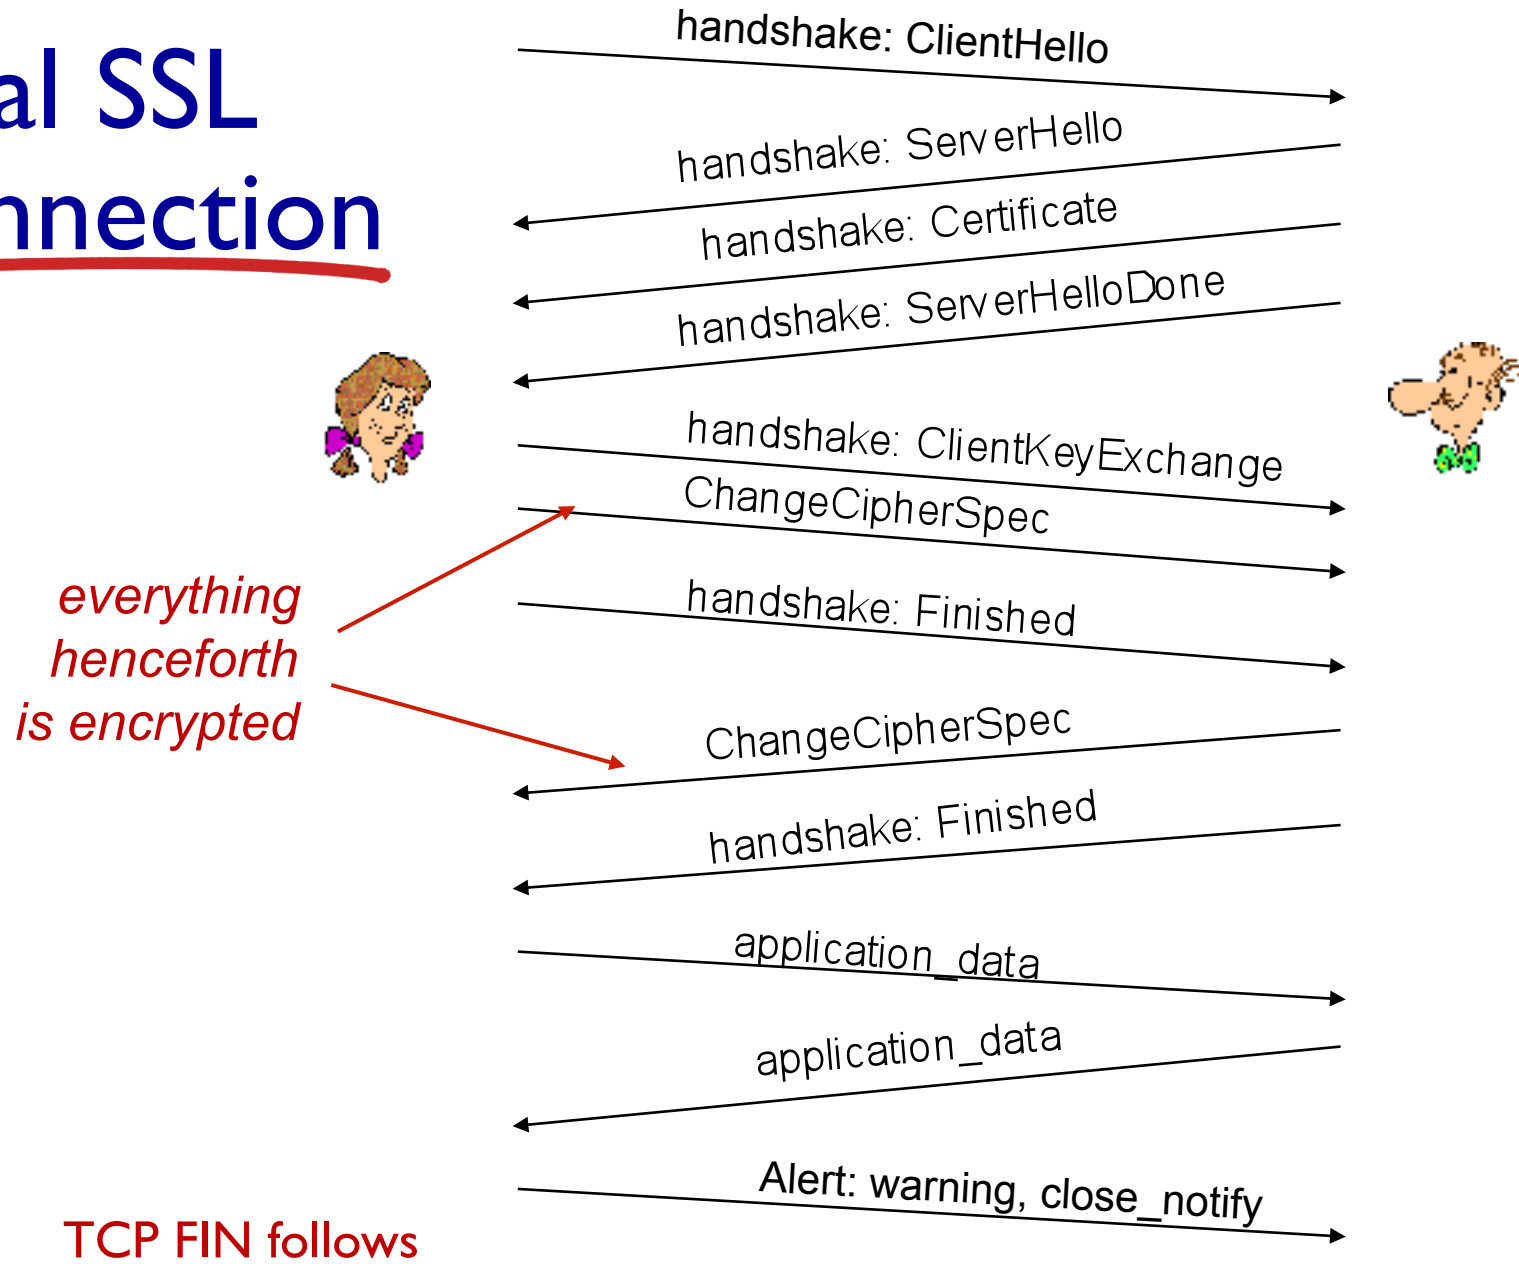 al SSL
nnection
handshake: ClientHello
handshake: ServerHello
handshake: Certificate
handshake: ServerHelloDone
handshake: ClientKeyExchange
ChangeCipherSpec
everything
henceforth
is encrypted
handshake: Finished
ChangeCipherSpec
handshake: Finished
application_data
application_data
Alert: warning, close_notify
TCP FIN follows